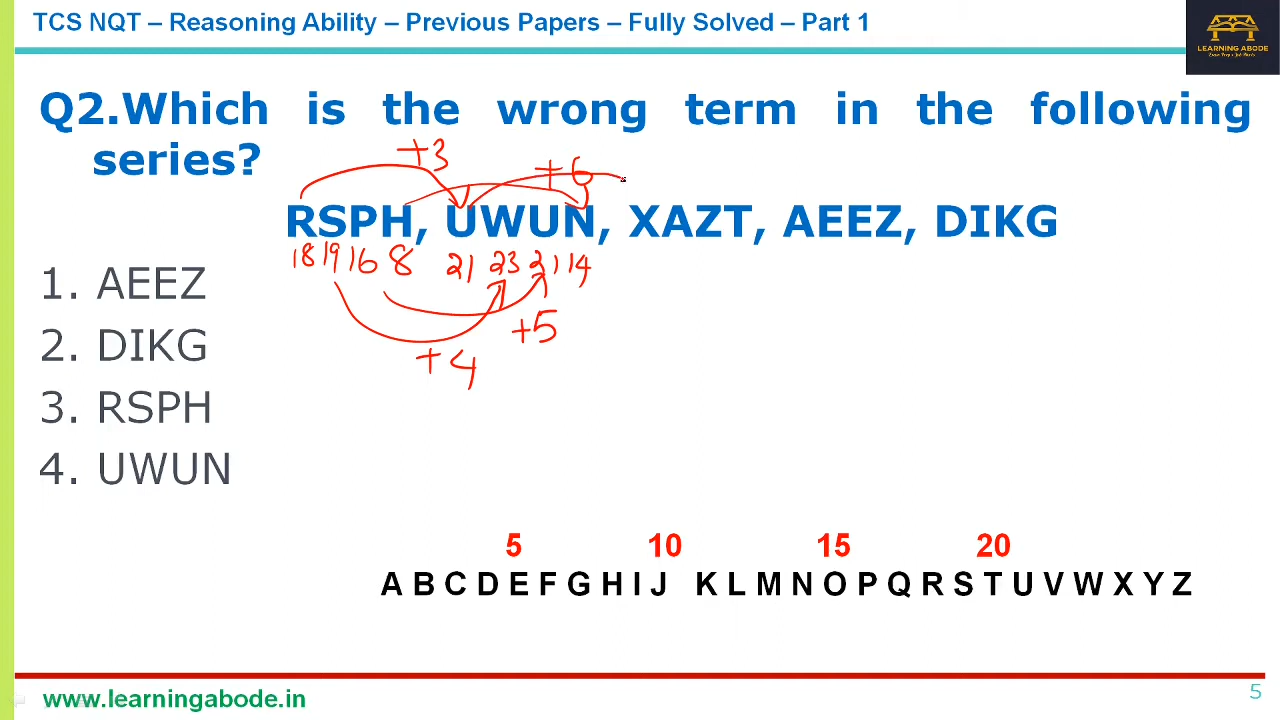 TCS NQT – Reasoning Ability – Previous Papers – Fully Solved – Part 1
LEARNING ABODE
Q2.Which is the wrong term in the following
series?
+3 +6
RSPH, UWUN, XAZT, AEEZ, DIKG
18 19 16 8 21 23 21 14
+5
+4
1. AEEZ
2. DIKG
3. RSPH
4. UWUN
5 10 15 20
A B C D E F G H I J K L M N O P Q R S T U V W X Y Z
www.learningabode.in
5